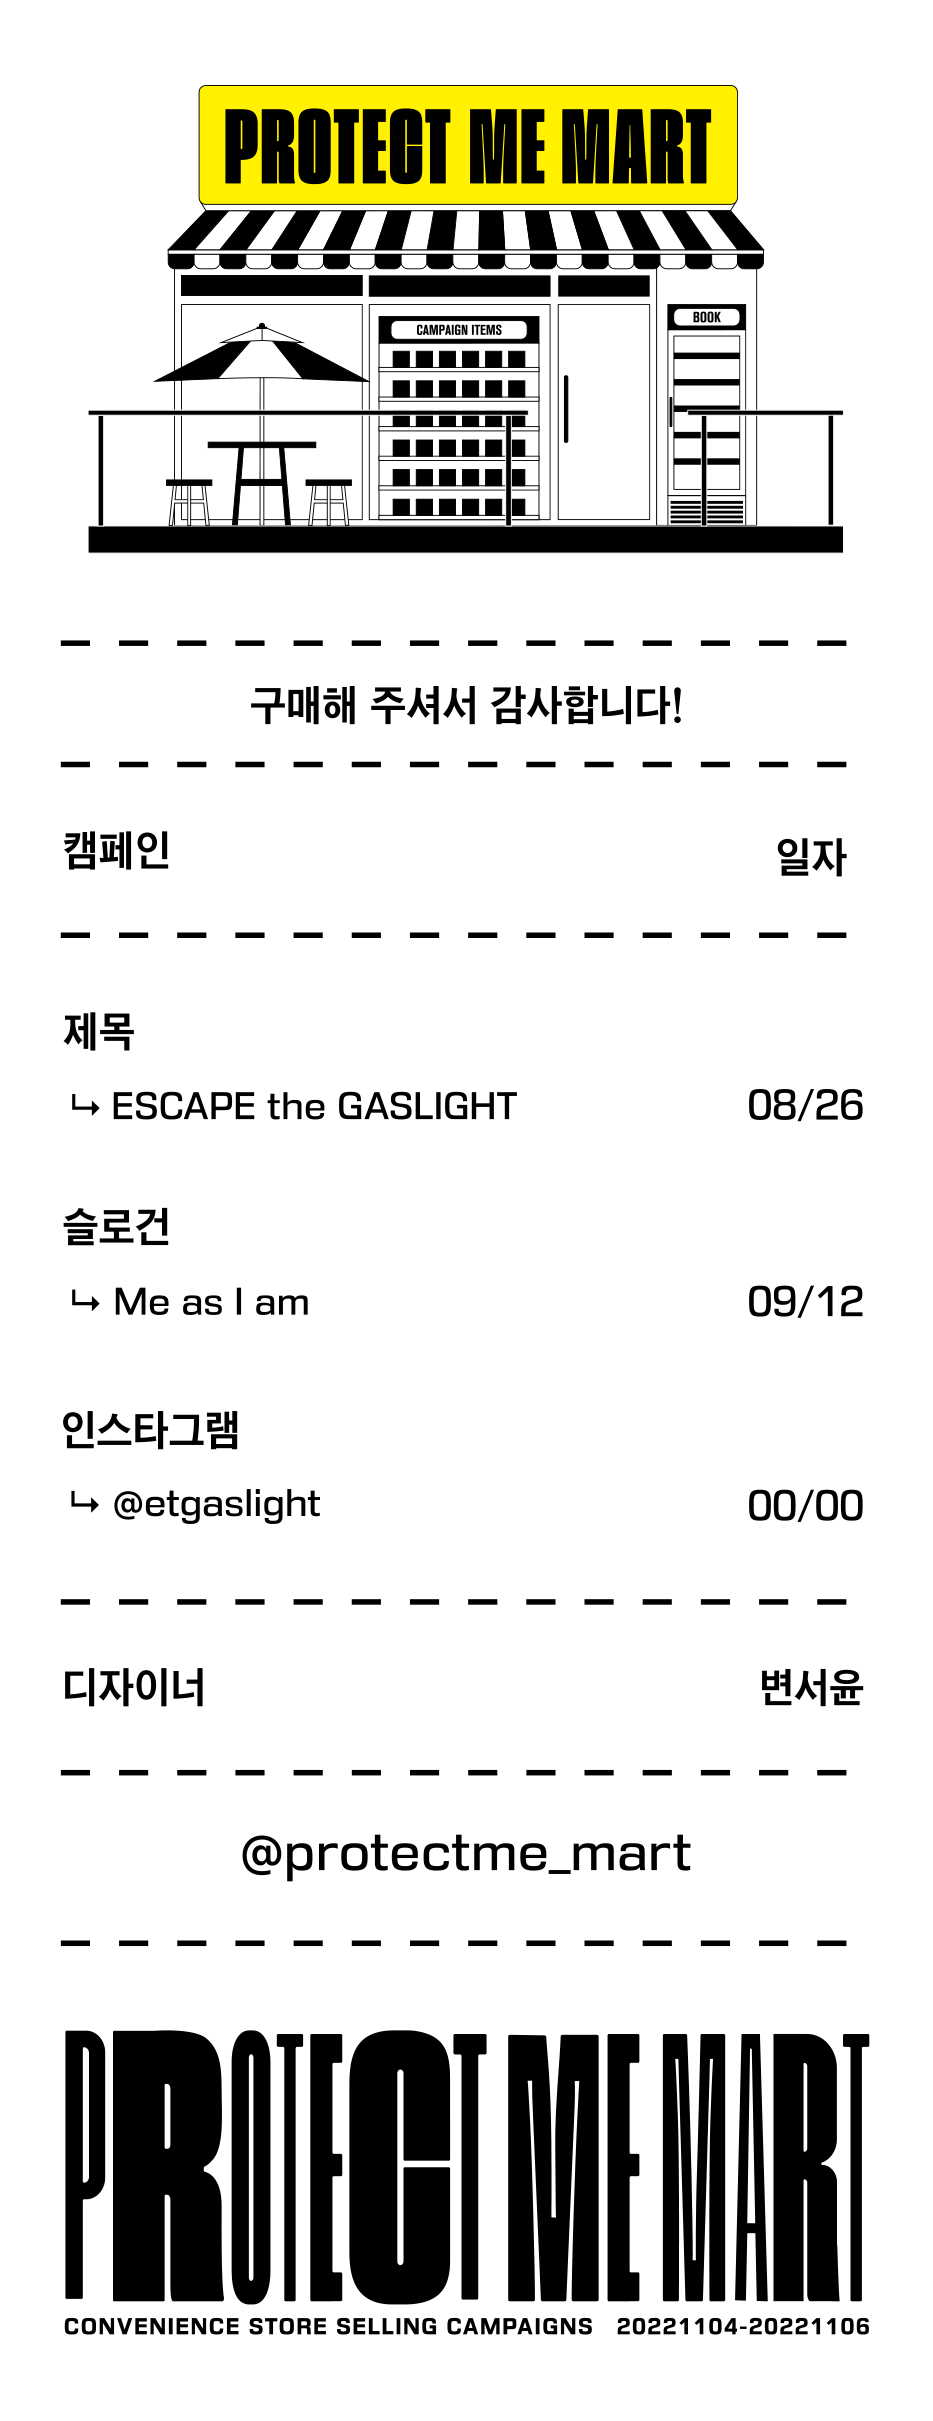 PROTECT ME MART
CAMPAIGN ITEMS
BOOK
구매해 주셔서 감사합니다!
캠페인 일자
제목
↳ ESCAPE the GASLIGHT 08/26
슬로건
↳ Me as I am 09/12
인스타그램
↳ @etgaslight 00/00
디자이너 변서윤
@protectme_mart
PROTECT ME MART
CONVENIENCE STORE SELLING CAMPAIGNS 20221104-20221106